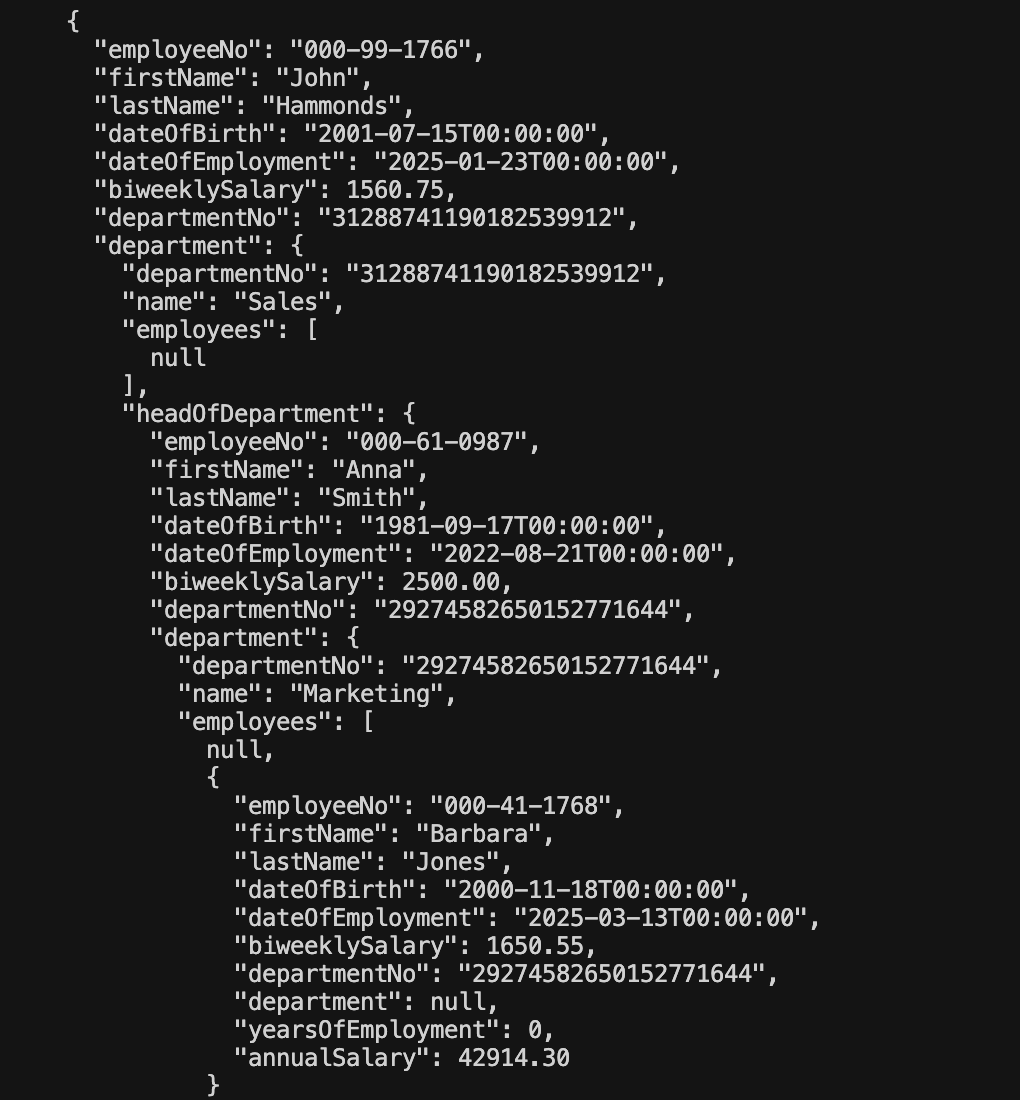 {
"employeeNo": "000-99-1766",
"firstName": "John",
"lastName": "Hammonds",
"dateOfBirth": "2001-07-15T00:00:00",
"dateOfEmployment": "2025-01-23T00:00:00",
"biweeklySalary": 1560.75,
"departmentNo": "31288741190182539912",
"department": {
"departmentNo": "31288741190182539912",
"name": "Sales",
"employees": [
null
],
"headOfDepartment": {
"employeeNo": "000-61-0987",
"firstName": "Anna",
"lastName": "Smith",
"dateOfBirth": "1981-09-17T00:00:00",
"dateOfEmployment": "2022-08-21T00:00:00",
"biweeklySalary": 2500.00,
"departmentNo": "29274582650152771644",
"department": {
"departmentNo": "29274582650152771644",
"name": "Marketing",
"employees": [
null,
{
"employeeNo": "000-41-1768",
"firstName": "Barbara",
"lastName": "Jones",
"dateOfBirth": "2000-11-18T00:00:00",
"dateOfEmployment": "2025-03-13T00:00:00",
"biweeklySalary": 1650.55,
"departmentNo": "29274582650152771644",
"department": null,
"yearsOfEmployment": 0,
"annualSalary": 42914.30
}